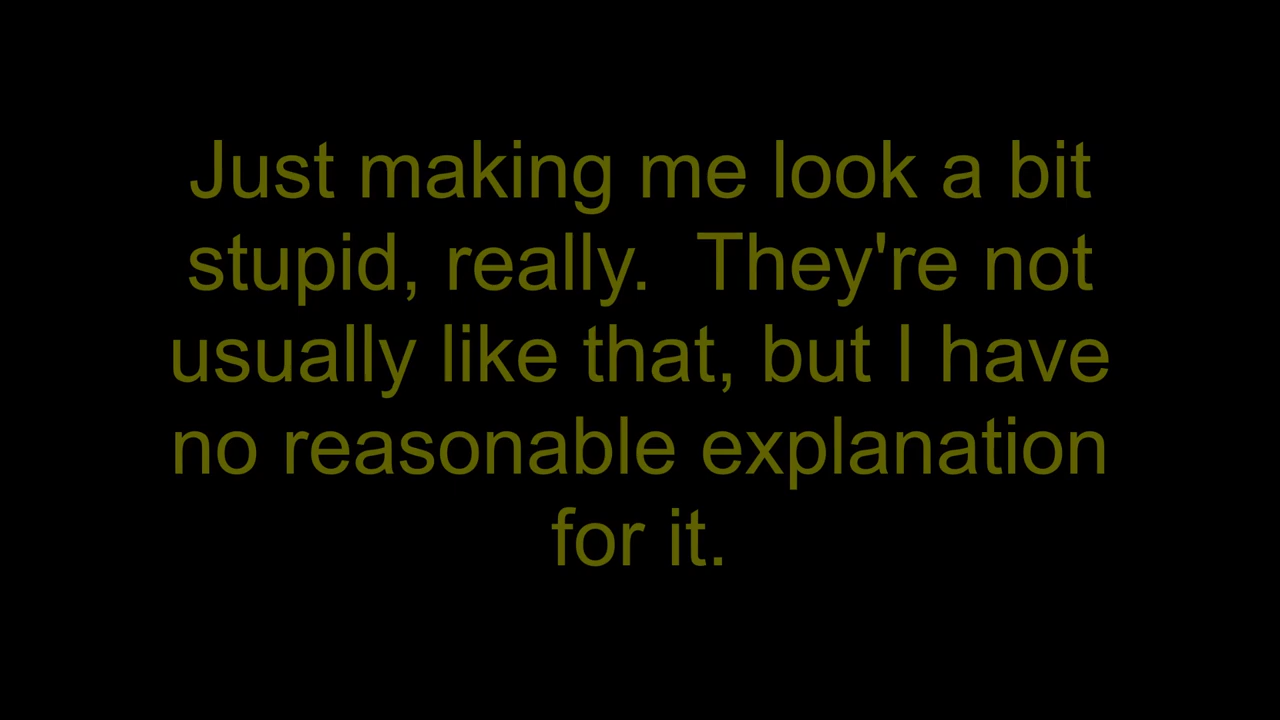 Just making me look a bit
stupid, really.  They're not
usually like that, but I have
no reasonable explanation
for it.